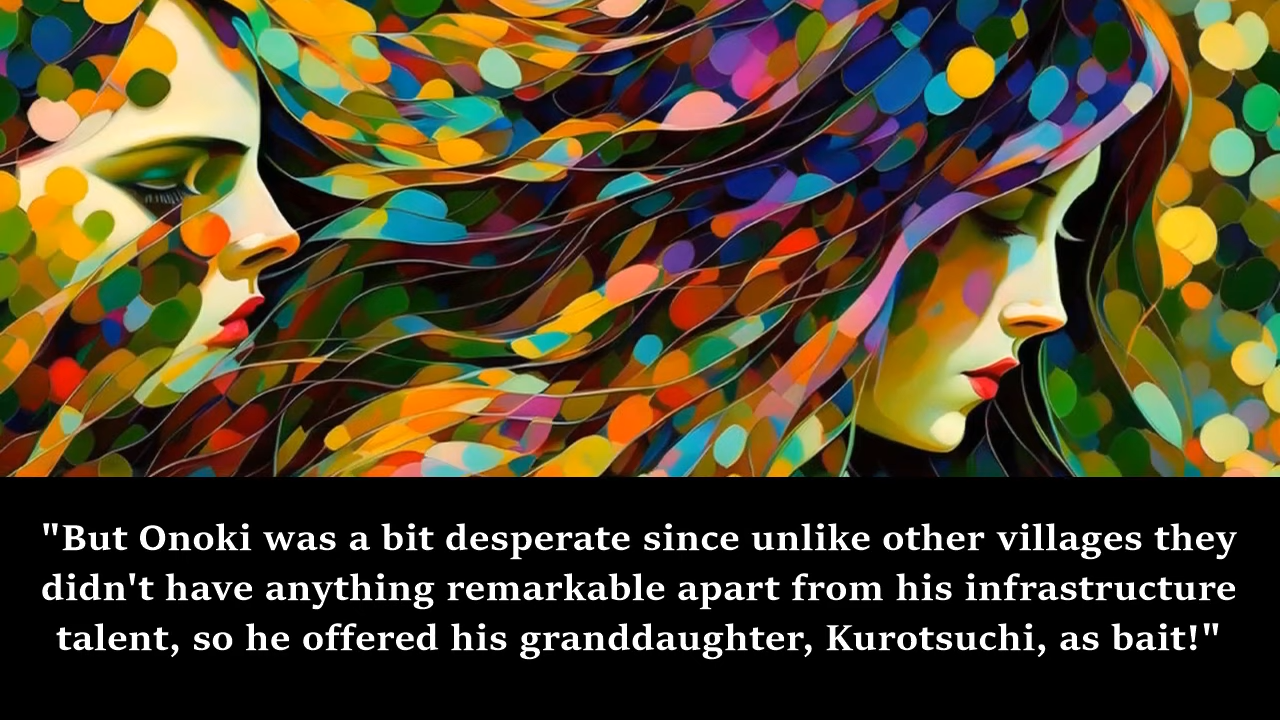 "But Onoki was a bit desperate since unlike other villages they
didn't have anything remarkable apart from his infrastructure
talent, so he offered his granddaughter, Kurotsuchi, as bait!"